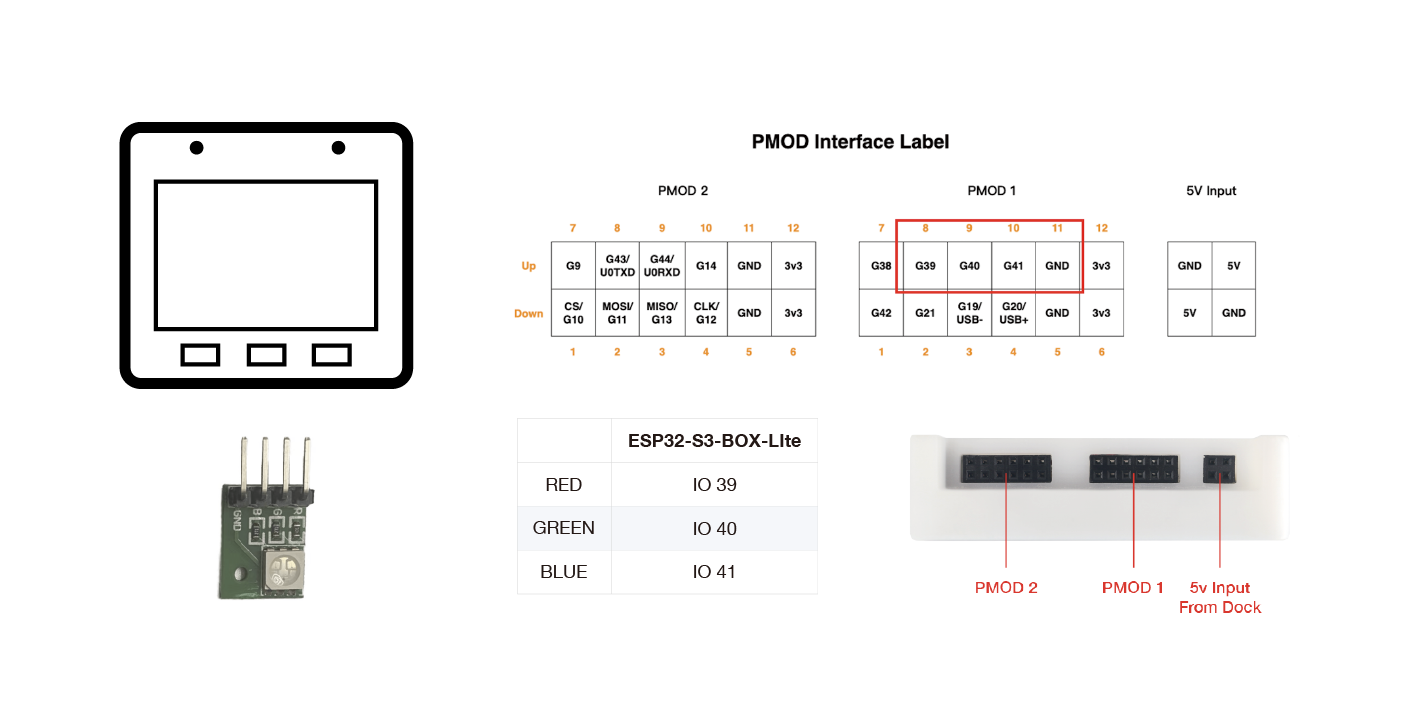 PMOD Interface Label
PMOD 2
7 8 9 10 11 12
Up G9 G43/ U0TXD G44/ U0RXD G14 GND 3v3
Down CS/ G10 MOSI/ G11 MISO/ G13 CLK/ G12 GND 3v3
1 2 3 4 5 6
PMOD 1
7 8 9 10 11 12
G38 G39 G40 G41 GND 3v3
G42 G21 G19/ USB- G20/ USB+ GND 3v3
1 2 3 4 5 6
5V Input
GND 5V
5V GND
GND B G R
ESP32-S3-BOX-Lite
RED IO 39
GREEN IO 40
BLUE IO 41
PMOD 2
PMOD 1
5v Input
From Dock